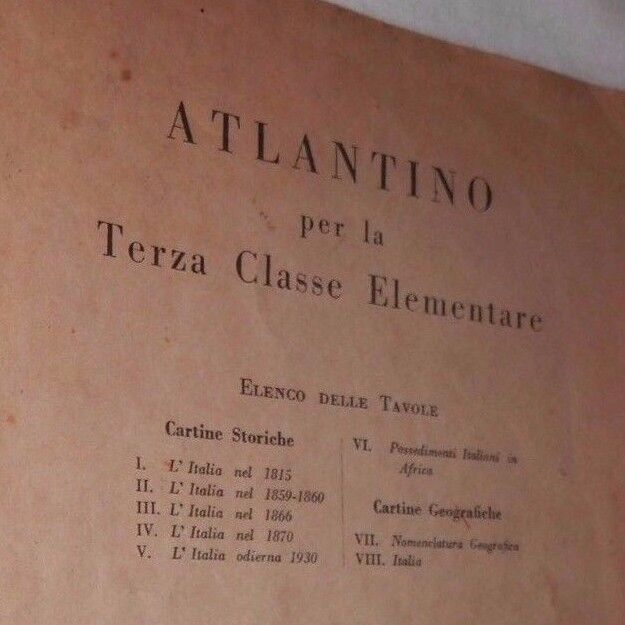 ATLANTINO
per la
Terza Classe Elementare
ELENCO DELLE TAVOLE
Cartine Storiche
I. L' Italia nel 1815
II. L' Italia nel 1859-1860
III. L' Italia nel 1866
IV. L' Italia nel 1870
V. L' Italia odierna 1930
VI. Possedimenti Italiani in
Africa
Cartine Geografiche
VII. Nomenclatura Geografica
VIII. Italia